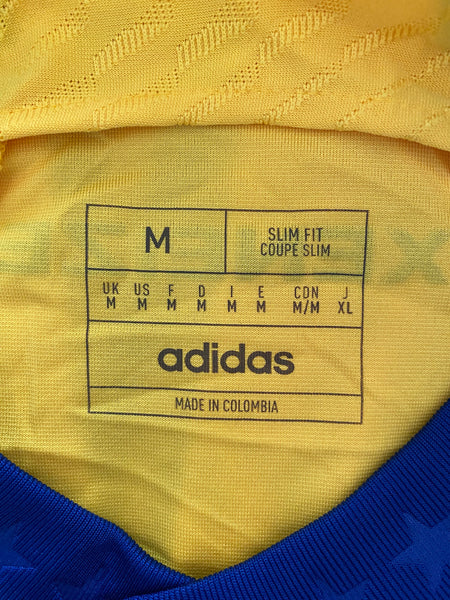 M
SLIM FIT
COUPE SLIM
UK US F D I E CDN J
M M M M M M M/M XL
adidas
MADE IN COLOMBIA